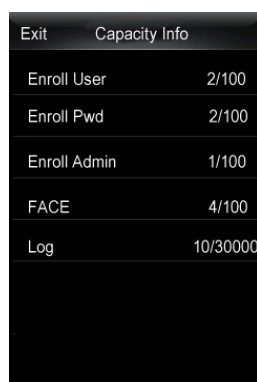 Exit Capacity Info
Enroll User 2/100
Enroll Pwd 2/100
Enroll Admin 1/100
FACE 4/100
Log 10/30000